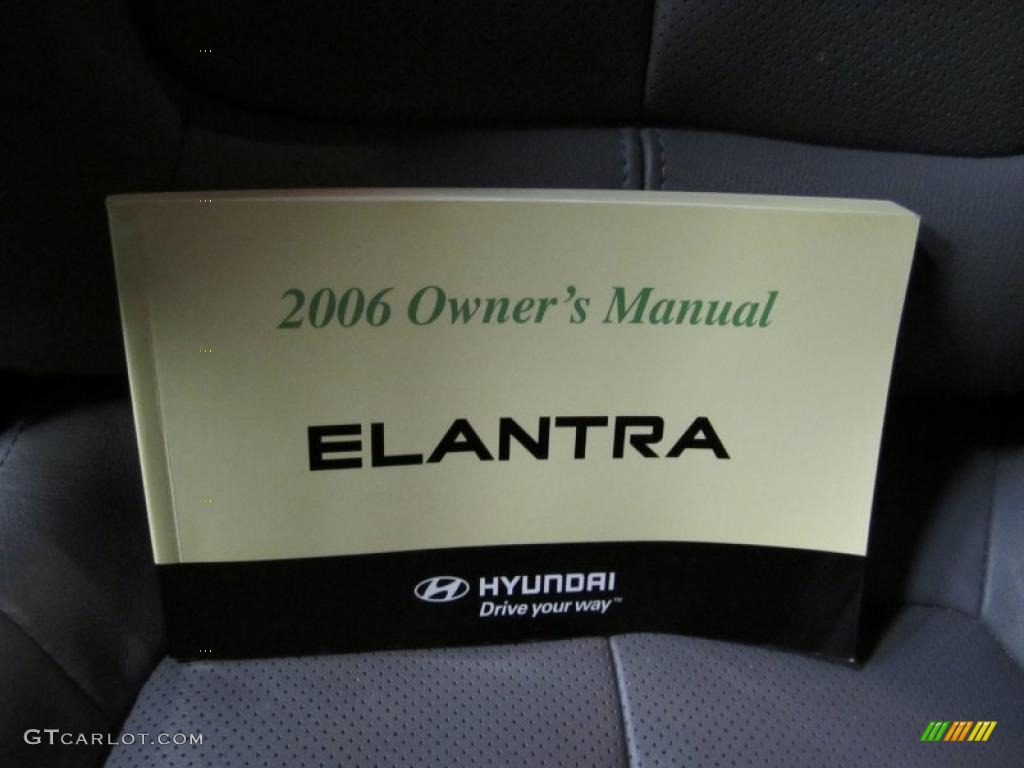 2006 Owner's Manual
ELANTRA
HYUNDAI
Drive your way™
GTCARLOT.COM